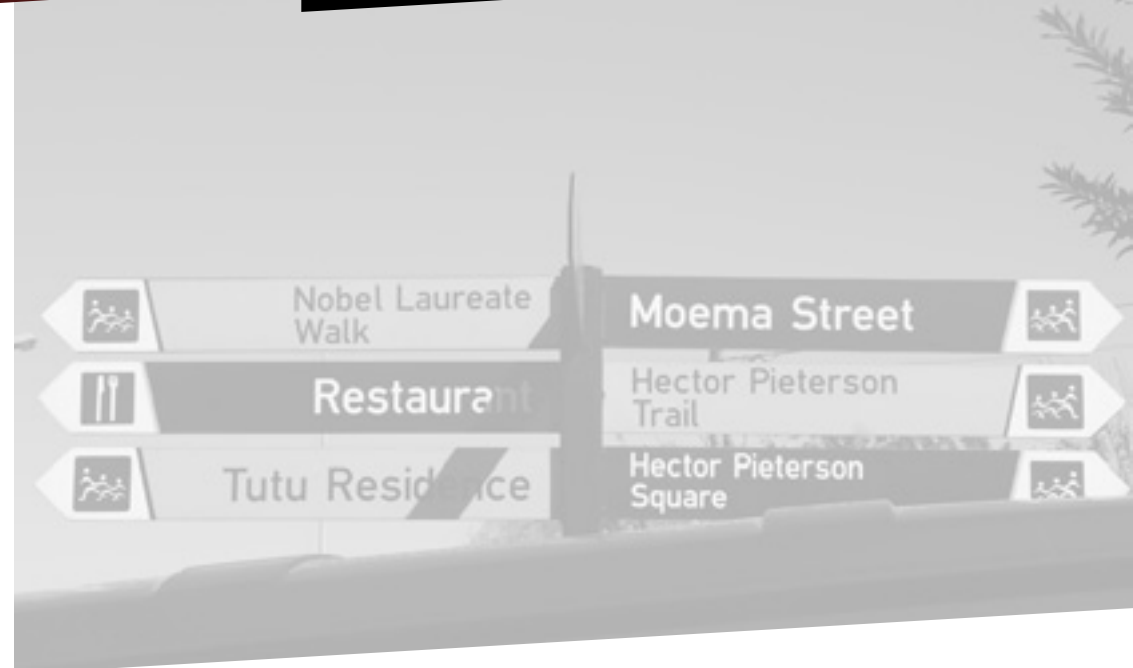 Nobel Laureate
Walk
Restaurant
Tutu Residence
Moema Street
Hector Pieterson
Trail
Hector Pieterson
Square